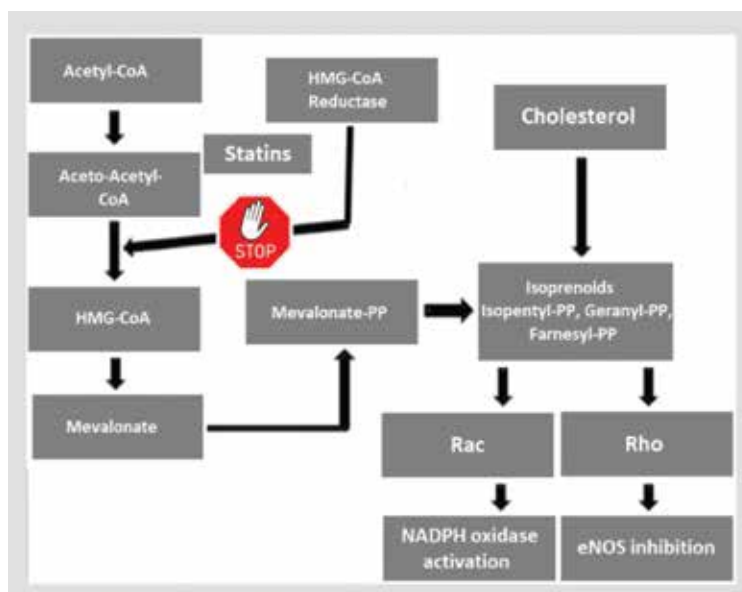 Acetyl-CoA
HMG-CoA
Reductase
Cholesterol
Statins
Aceto-Acetyl-
CoA
STOP
HMG-CoA
Mevalonate-PP
Isoprenoids
Isopentyl-PP, Geranyl-PP,
Farnesyl-PP
Mevalonate
Rac
Rho
NADPH oxidase
activation
eNOS inhibition